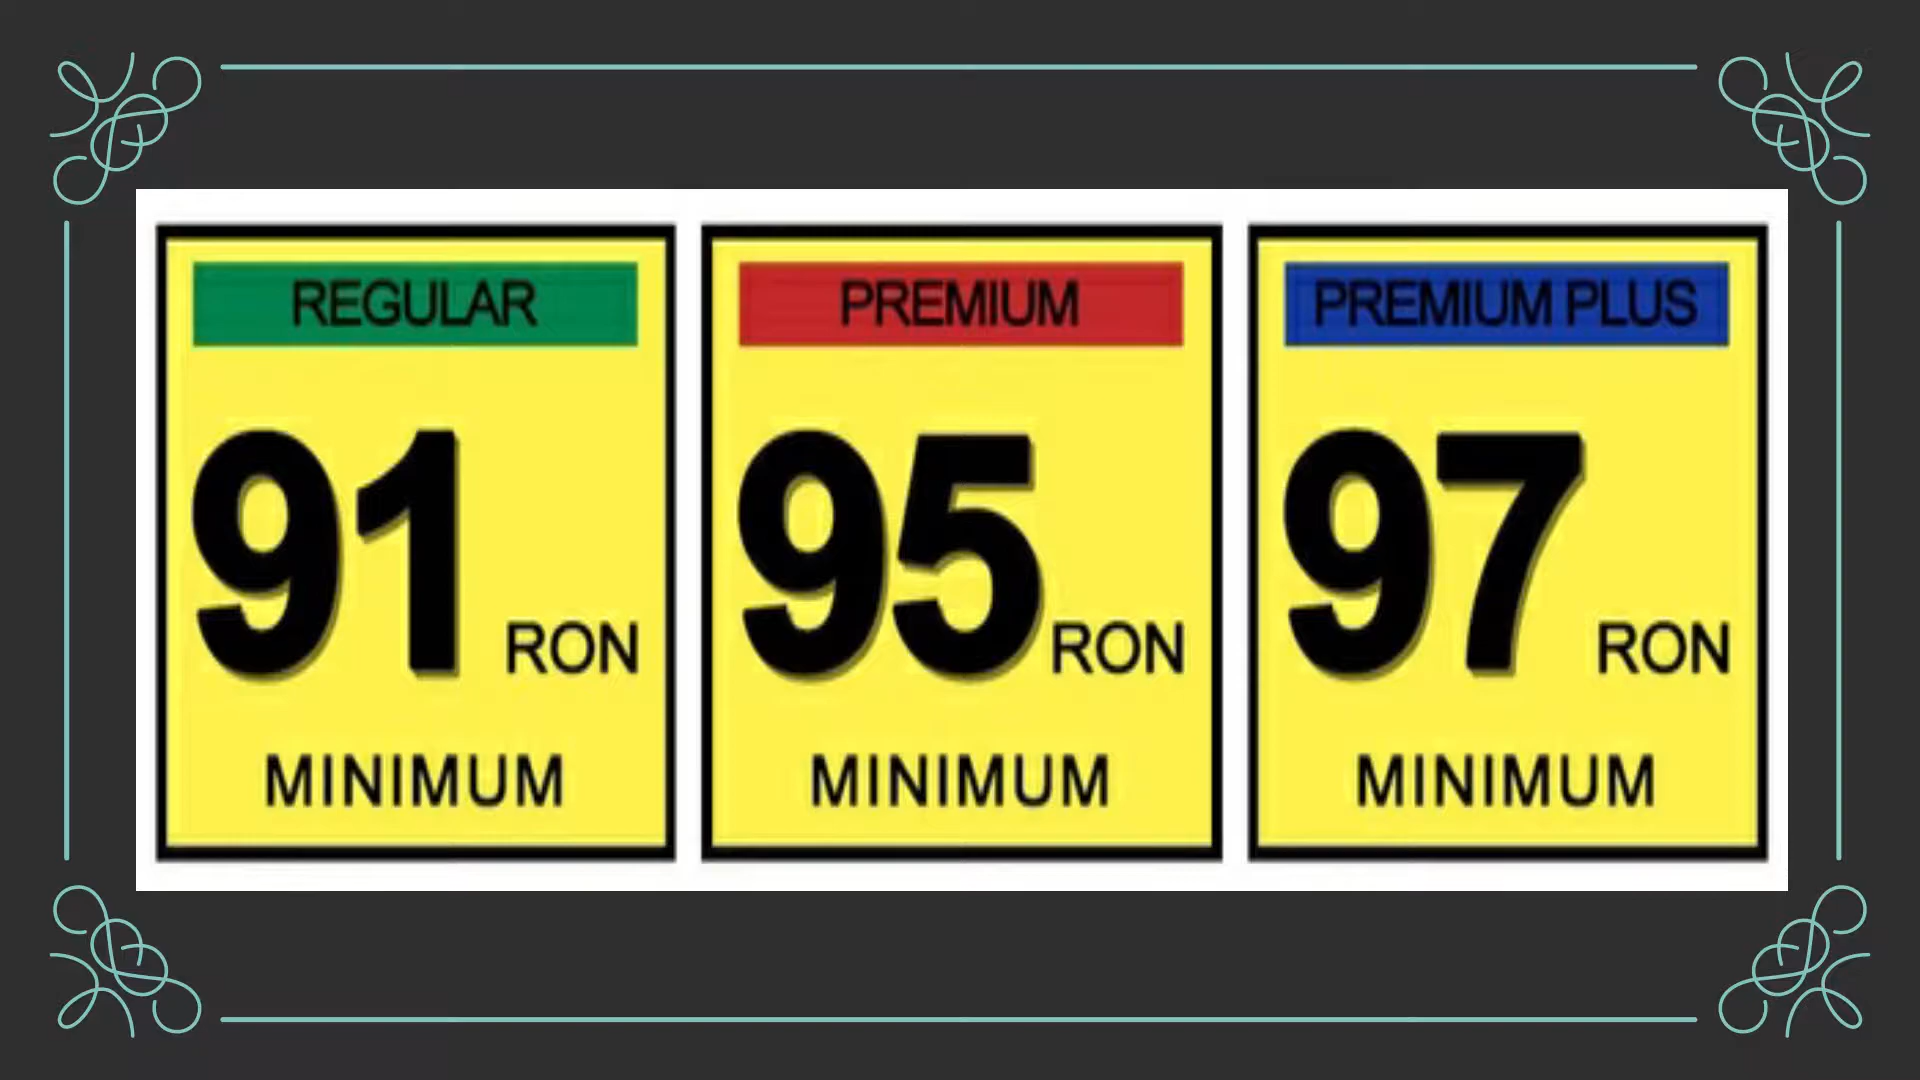 REGULAR
91 RON
MINIMUM
PREMIUM
95 RON
MINIMUM
PREMIUM PLUS
97 RON
MINIMUM